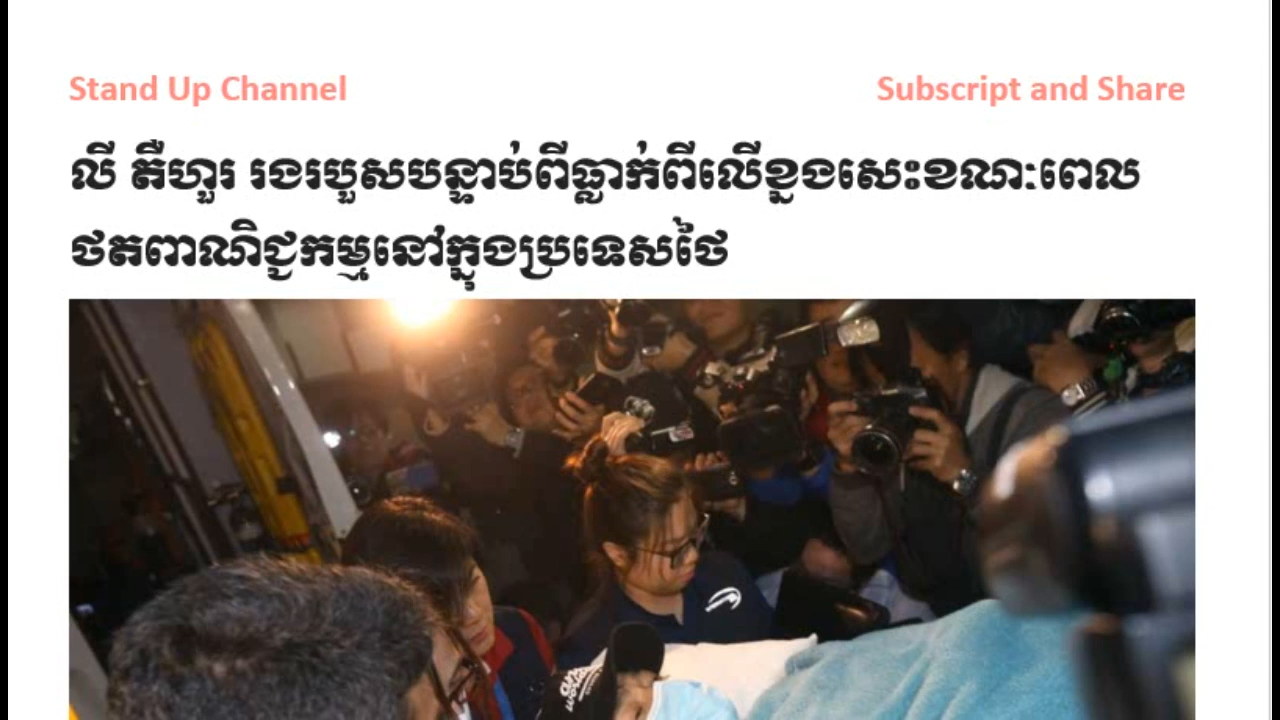 Stand Up Channel
Subscript and Share
លី តឺហួរ រងរបួសបន្ទាប់ពីធ្លាក់ពីលើខ្នងសេះខណៈពេល
ថតពាណិជ្ជកម្មនៅក្នុងប្រទេសថៃ